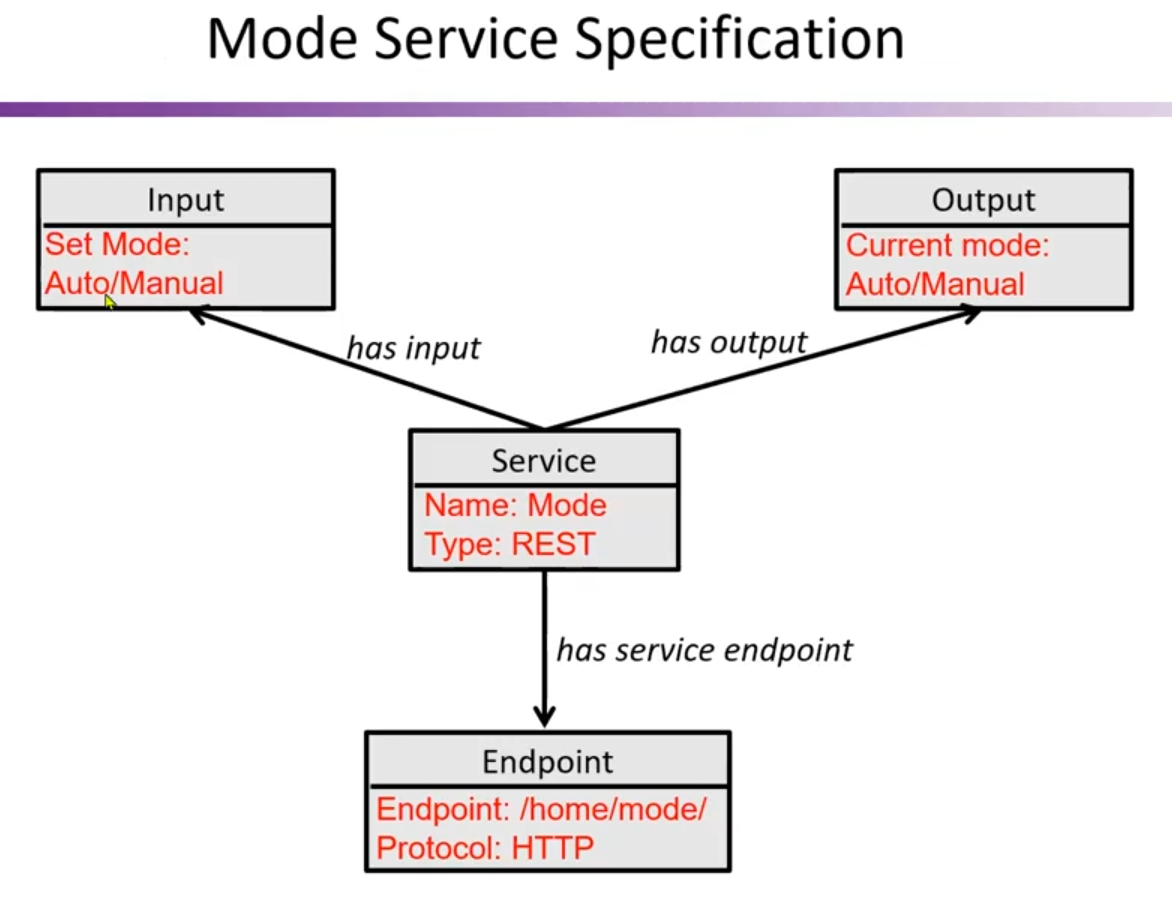 Mode Service Specification
Input
Set Mode:
Auto/Manual
Output
Current mode:
Auto/Manual
has input
has output
Service
Name: Mode
Type: REST
has service endpoint
Endpoint
Endpoint: /home/mode/
Protocol: HTTP